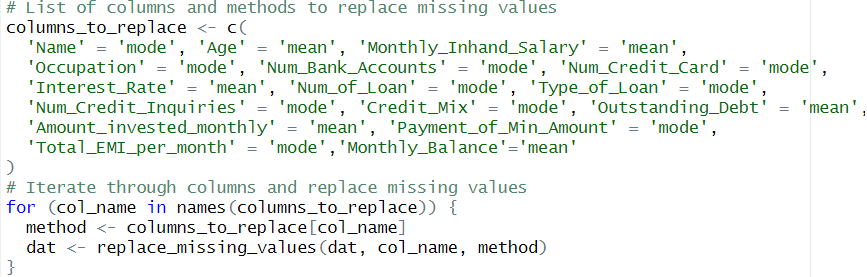 # List of columns and methods to replace missing values
columns_to_replace <- c(
  'Name' = 'mode', 'Age' = 'mean', 'Monthly_Inhand_Salary' = 'mean',
  'Occupation' = 'mode', 'Num_Bank_Accounts' = 'mode', 'Num_Credit_Card' = 'mode',
  'Interest_Rate' = 'mean', 'Num_of_Loan' = 'mode', 'Type_of_Loan' = 'mode',
  'Num_Credit_Inquiries' = 'mode', 'Credit_Mix' = 'mode', 'Outstanding_Debt' = 'mean',
  'Amount_invested_monthly' = 'mean', 'Payment_of_Min_Amount' = 'mode',
  'Total_EMI_per_month' = 'mode','Monthly_Balance'='mean'
)
# Iterate through columns and replace missing values
for (col_name in names(columns_to_replace)) {
  method <- columns_to_replace[col_name]
  dat <- replace_missing_values(dat, col_name, method)
}